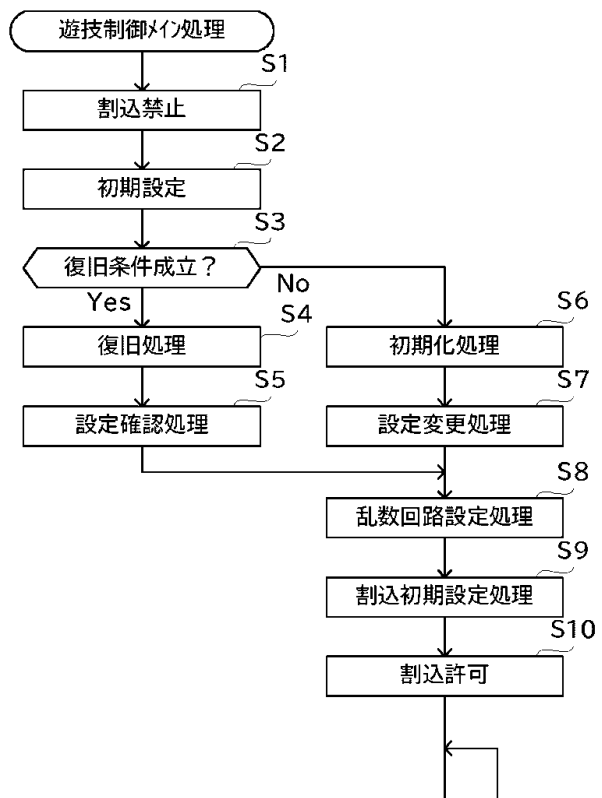 遊技制御メイン処理
S1
割込禁止
S2
初期設定
S3
復旧条件成立?
Yes
No
S4
復旧処理
S5
設定確認処理
S6
初期化処理
S7
設定変更処理
S8
乱数回路設定処理
S9
割込初期設定処理
S10
割込許可